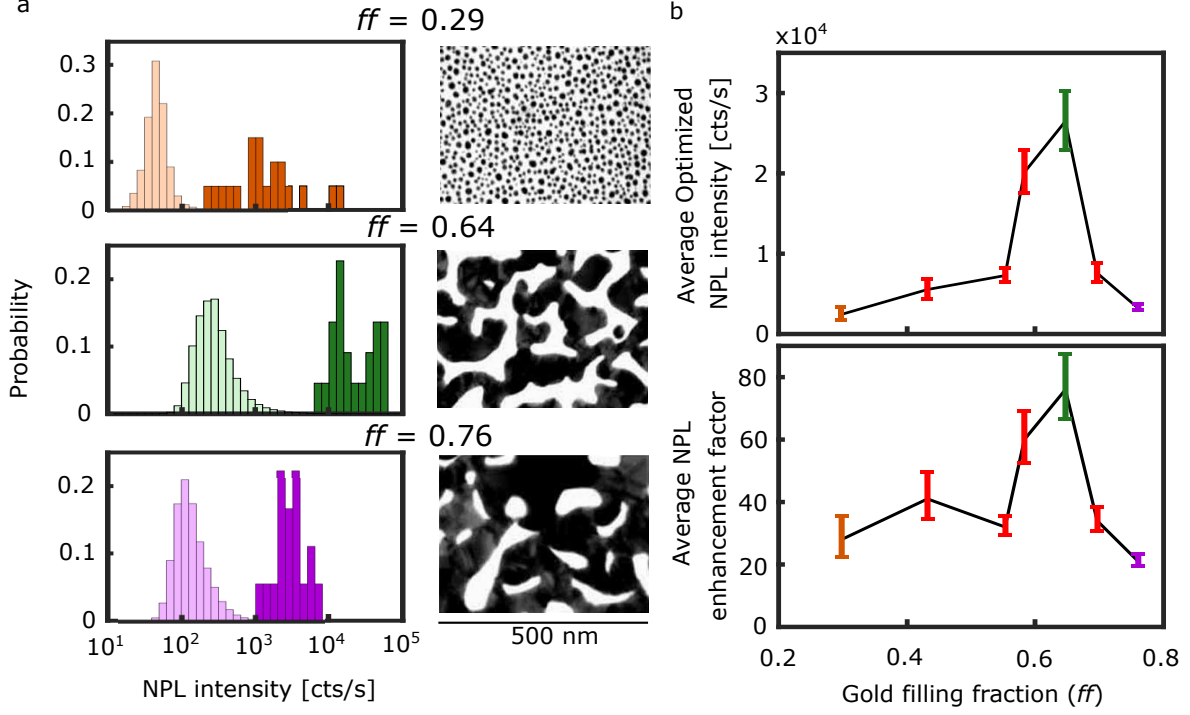 a
ff = 0.29
0.3
0.2
0.1
0
ff = 0.64
0.2
0.1
0
Probability
ff = 0.76
0.2
0.1
0
10¹ 10² 10³ 10⁴ 10⁵
NPL intensity [cts/s]
500 nm
b
x10⁴
3
2
1
0
Average Optimized
NPL intensity [cts/s]
80
60
40
20
0
Average NPL
enhancement factor
0.2 0.4 0.6 0.8
Gold filling fraction (ff)